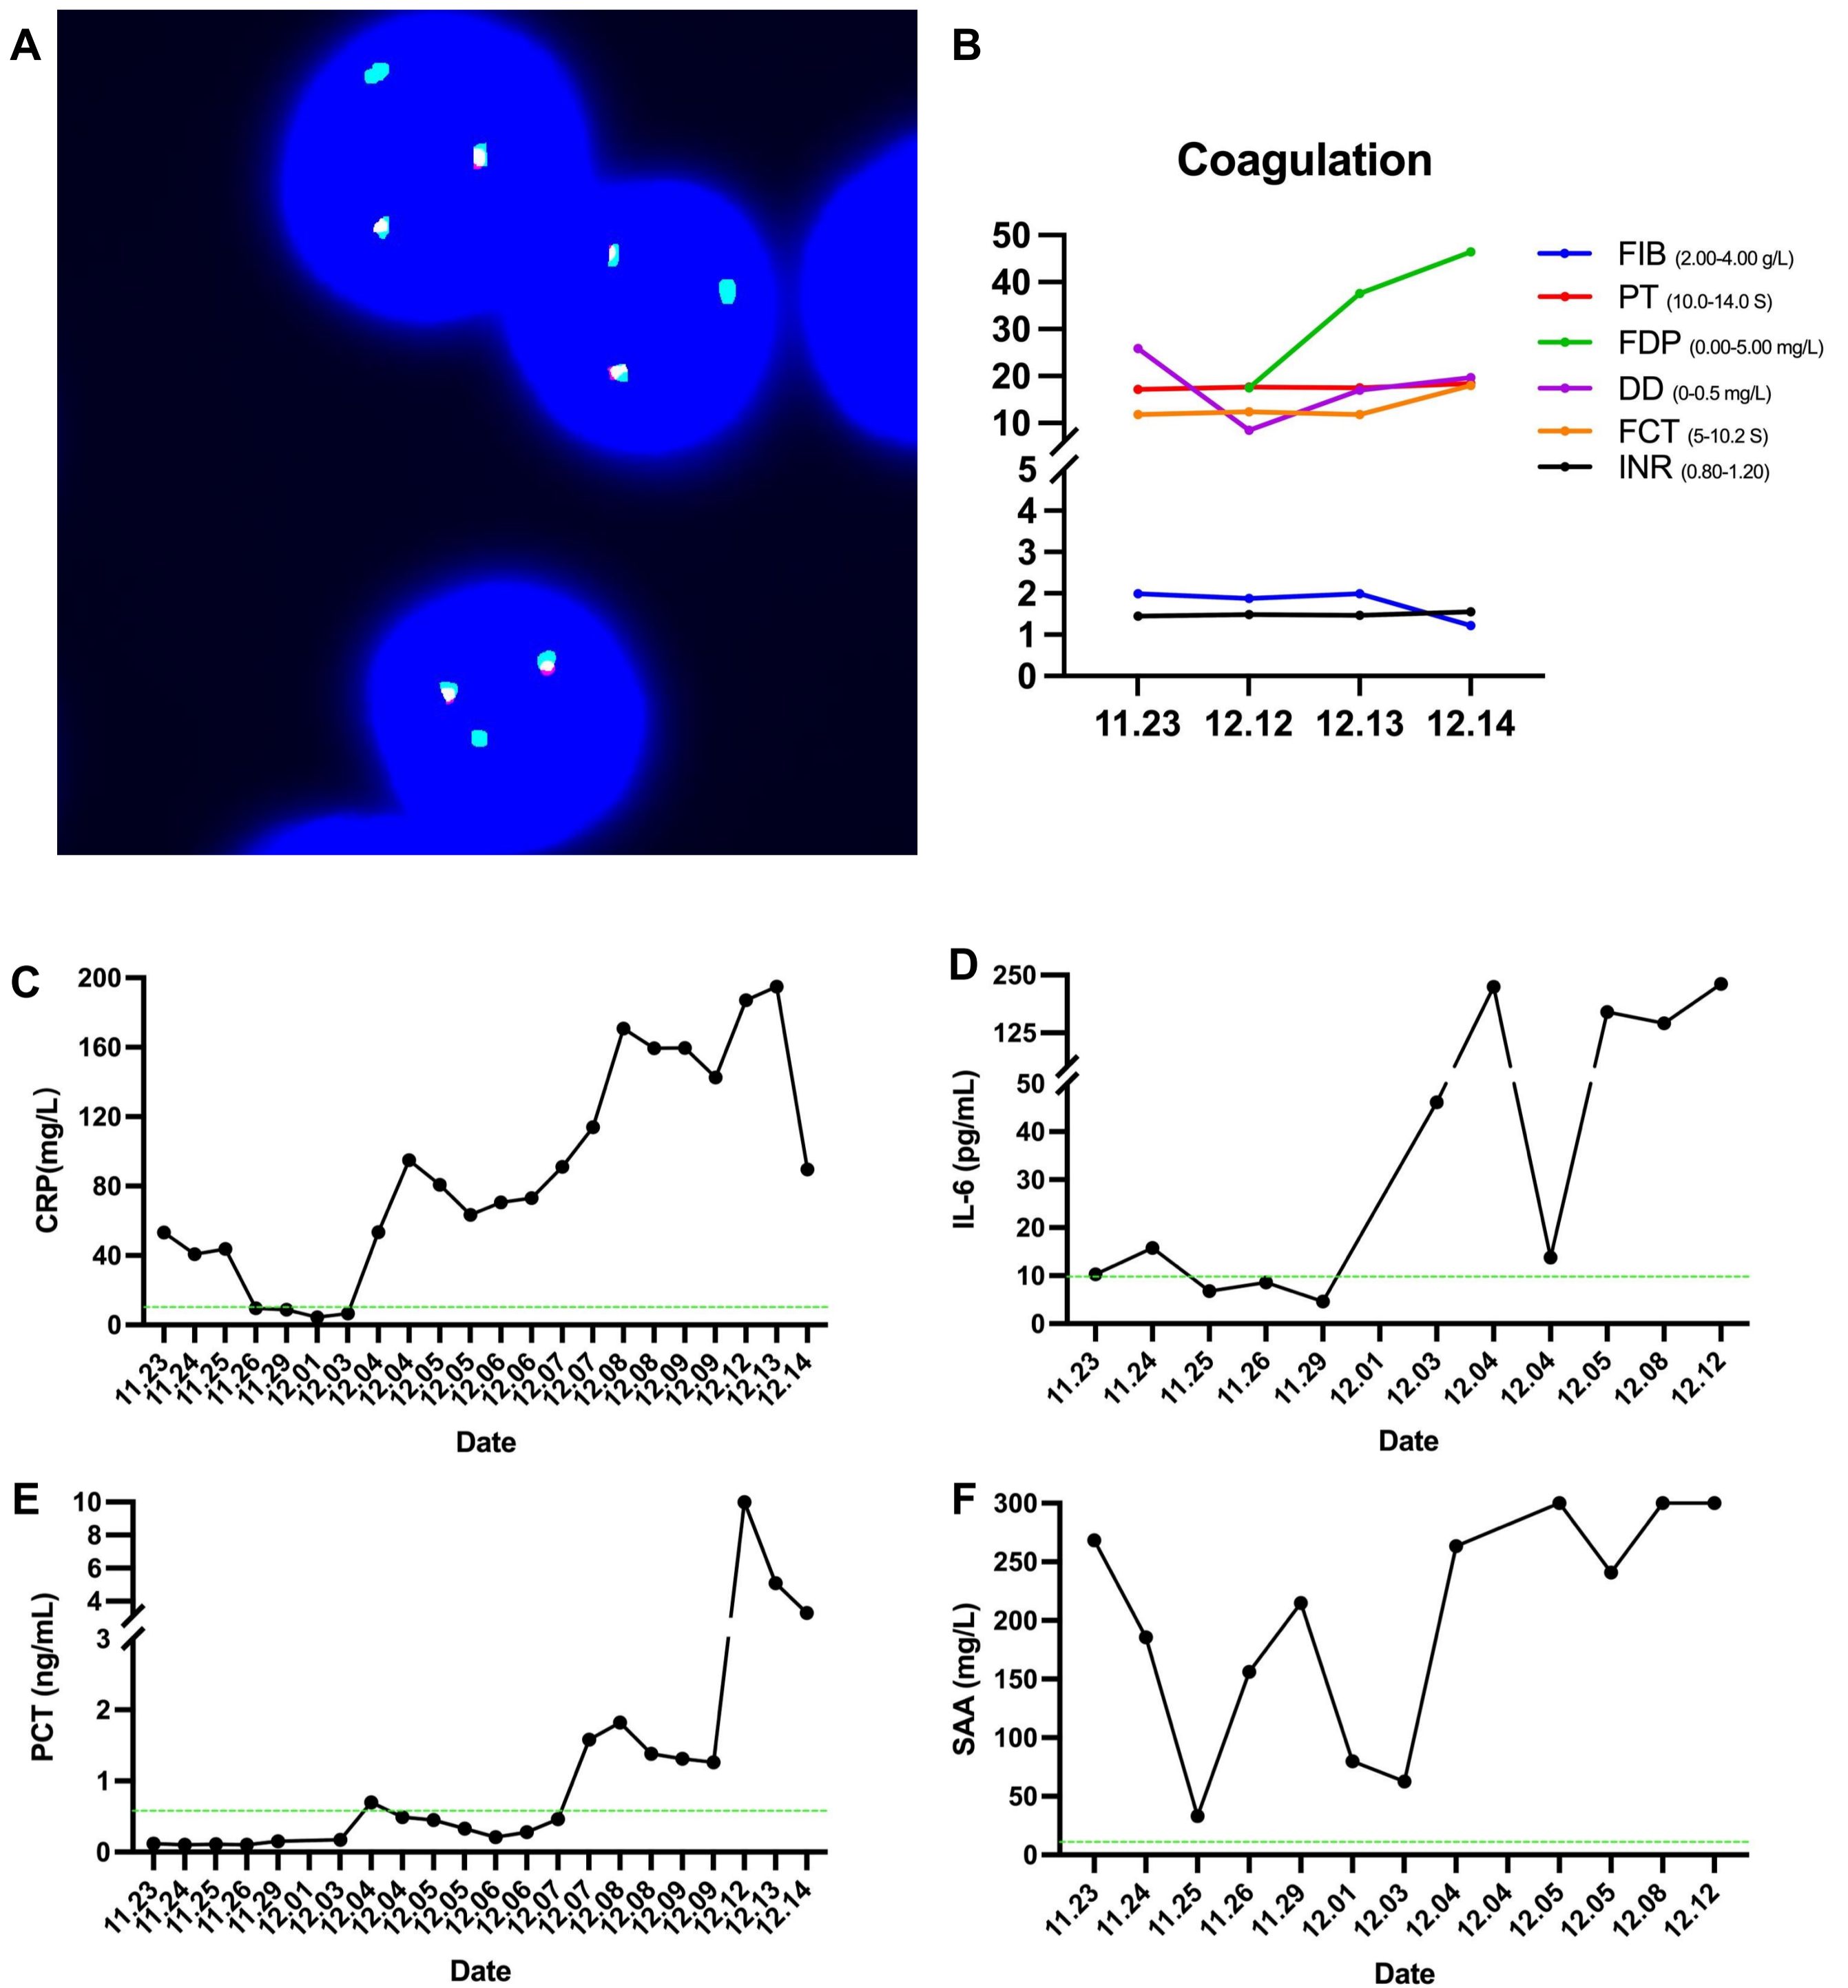 A
B
Coagulation
50
40
30
20
10
5
4
3
2
1
0
11.23 12.12 12.13 12.14
FIB (2.00-4.00 g/L)
PT (10.0-14.0 S)
FDP (0.00-5.00 mg/L)
DD (0-0.5 mg/L)
FCT (5-10.2 S)
INR (0.80-1.20)
C
CRP(mg/L)
200
160
120
80
40
0
11.23 11.24 11.25 11.26 11.29 12.01 12.03 12.04 12.04 12.05 12.05 12.06 12.06 12.07 12.07 12.08 12.08 12.09 12.09 12.12 12.13 12.14
Date
D
IL-6 (pg/mL)
250
125
50
40
30
20
10
0
11.23 11.24 11.25 11.26 11.29 12.01 12.03 12.04 12.04 12.05 12.08 12.12
Date
E
PCT (ng/mL)
10
8
6
4
3
2
1
0
11.23 11.24 11.25 11.26 11.29 12.01 12.03 12.04 12.04 12.05 12.05 12.06 12.06 12.07 12.07 12.08 12.08 12.09 12.09 12.12 12.13 12.14
Date
F
SAA (mg/L)
300
250
200
150
100
50
0
11.23 11.24 11.25 11.26 11.29 12.01 12.03 12.04 12.04 12.05 12.05 12.08 12.12
Date